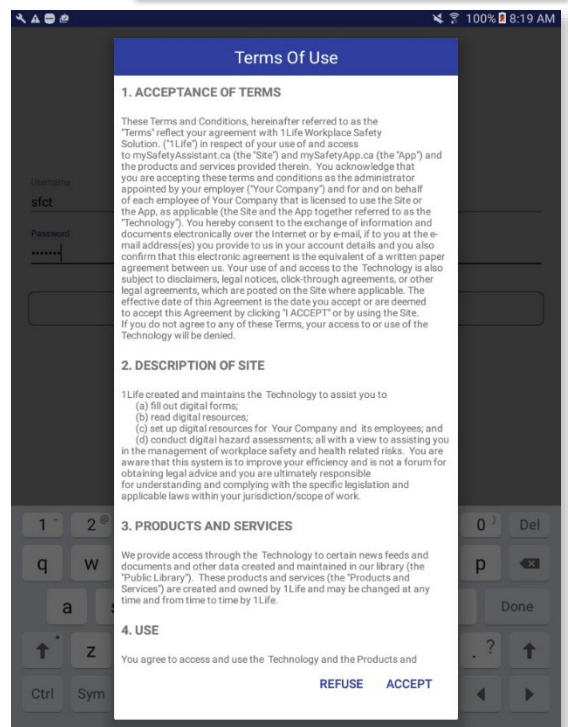 100% 8:19 AM
Terms Of Use
1. ACCEPTANCE OF TERMS
These Terms and Conditions, hereinafter referred to as the
"Terms" reflect your agreement with 1Life Workplace Safety
Solution. ("1Life") in respect of your use of and access
to mySafetyAssistant.ca (the "Site") and mySafetyApp.ca (the "App") and
the products and services provided therein. You acknowledge that
you are accepting these terms and conditions as the administrator
appointed by your employer ("Your Company") and for and on behalf
of each employee of Your Company that is licensed to use the Site or
the App, as applicable (the Site and the App together referred to as the
"Technology"). You hereby consent to the exchange of information and
documents electronically over the Internet or by e-mail, if to you at the e-
mail address(es) you provide to us in your account details and you also
confirm that this electronic agreement is the equivalent of a written paper
agreement between us. Your use of and access to the Technology is also
subject to disclaimers, legal notices, click-through agreements, or other
legal agreements, which are posted on the Site where applicable. The
effective date of this Agreement is the date you accept or are deemed
to accept this Agreement by clicking "I ACCEPT" or by using the Site.
If you do not agree to any of these Terms, your access to or use of the
Technology will be denied.
Username
sfct
Password
2. DESCRIPTION OF SITE
1Life created and maintains the Technology to assist you to
(a) fill out digital forms;
(b) read digital resources;
(c) set up digital resources for Your Company and its employees; and
(d) conduct digital hazard assessments; all with a view to assisting you
in the management of workplace safety and health related risks. You are
aware that this system is to improve your efficiency and is not a forum for
obtaining legal advice and you are ultimately responsible
for understanding and complying with the specific legislation and
applicable laws within your jurisdiction/scope of work.
3. PRODUCTS AND SERVICES
We provide access through the Technology to certain news feeds and
documents and other data created and maintained in our library (the
"Public Library"). These products and services (the "Products and
Services") are created and owned by 1Life and may be changed at any
time and from time to time by 1Life.
4. USE
You agree to access and use the Technology and the Products and
REFUSE ACCEPT
1 2 @ 0 ) Del
q w p
a Done
z . ?
Ctrl Sym